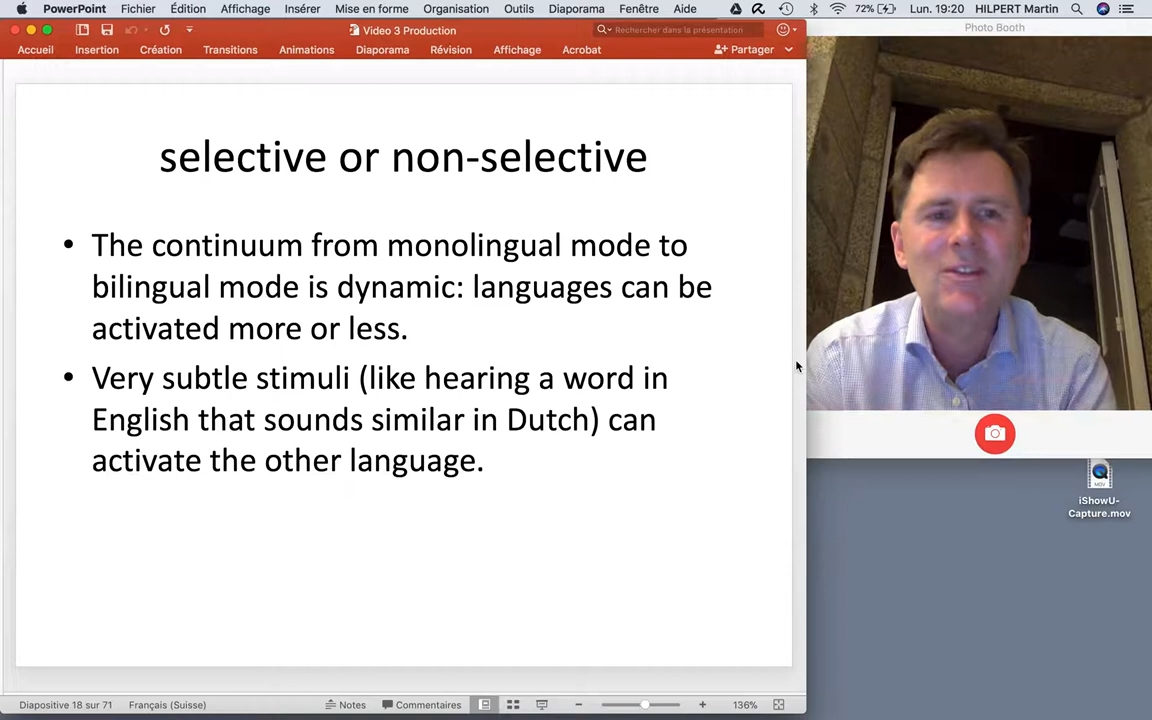 PowerPoint Fichier Édition Affichage Insérer Mise en forme Organisation Outils Diaporama Fenêtre Aide 72% Lun. 19:20 HILPERT Martin
Video 3 Production
Rechercher dans la présentation
Photo Booth
Accueil Insertion Création Transitions Animations Diaporama Révision Affichage Acrobat Partager
selective or non-selective
• The continuum from monolingual mode to
bilingual mode is dynamic: languages can be
activated more or less.
• Very subtle stimuli (like hearing a word in
English that sounds similar in Dutch) can
activate the other language.
MOV
iShowU-
Capture.mov
Diapositive 18 sur 71 Français (Suisse) Notes Commentaires 136%